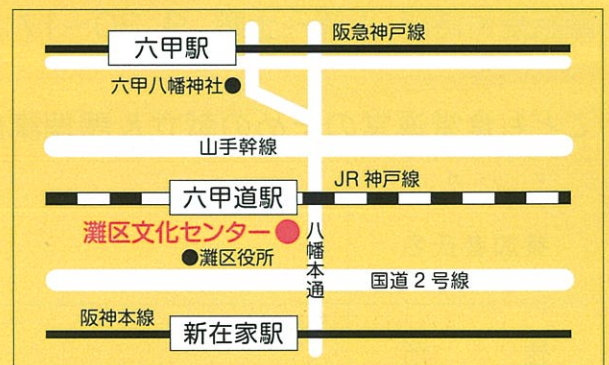 阪急神戸線
六甲駅
六甲八幡神社
山手幹線
JR 神戸線
六甲道駅
灘区文化センター
八幡本通
灘区役所
国道 2 号線
阪神本線
新在家駅